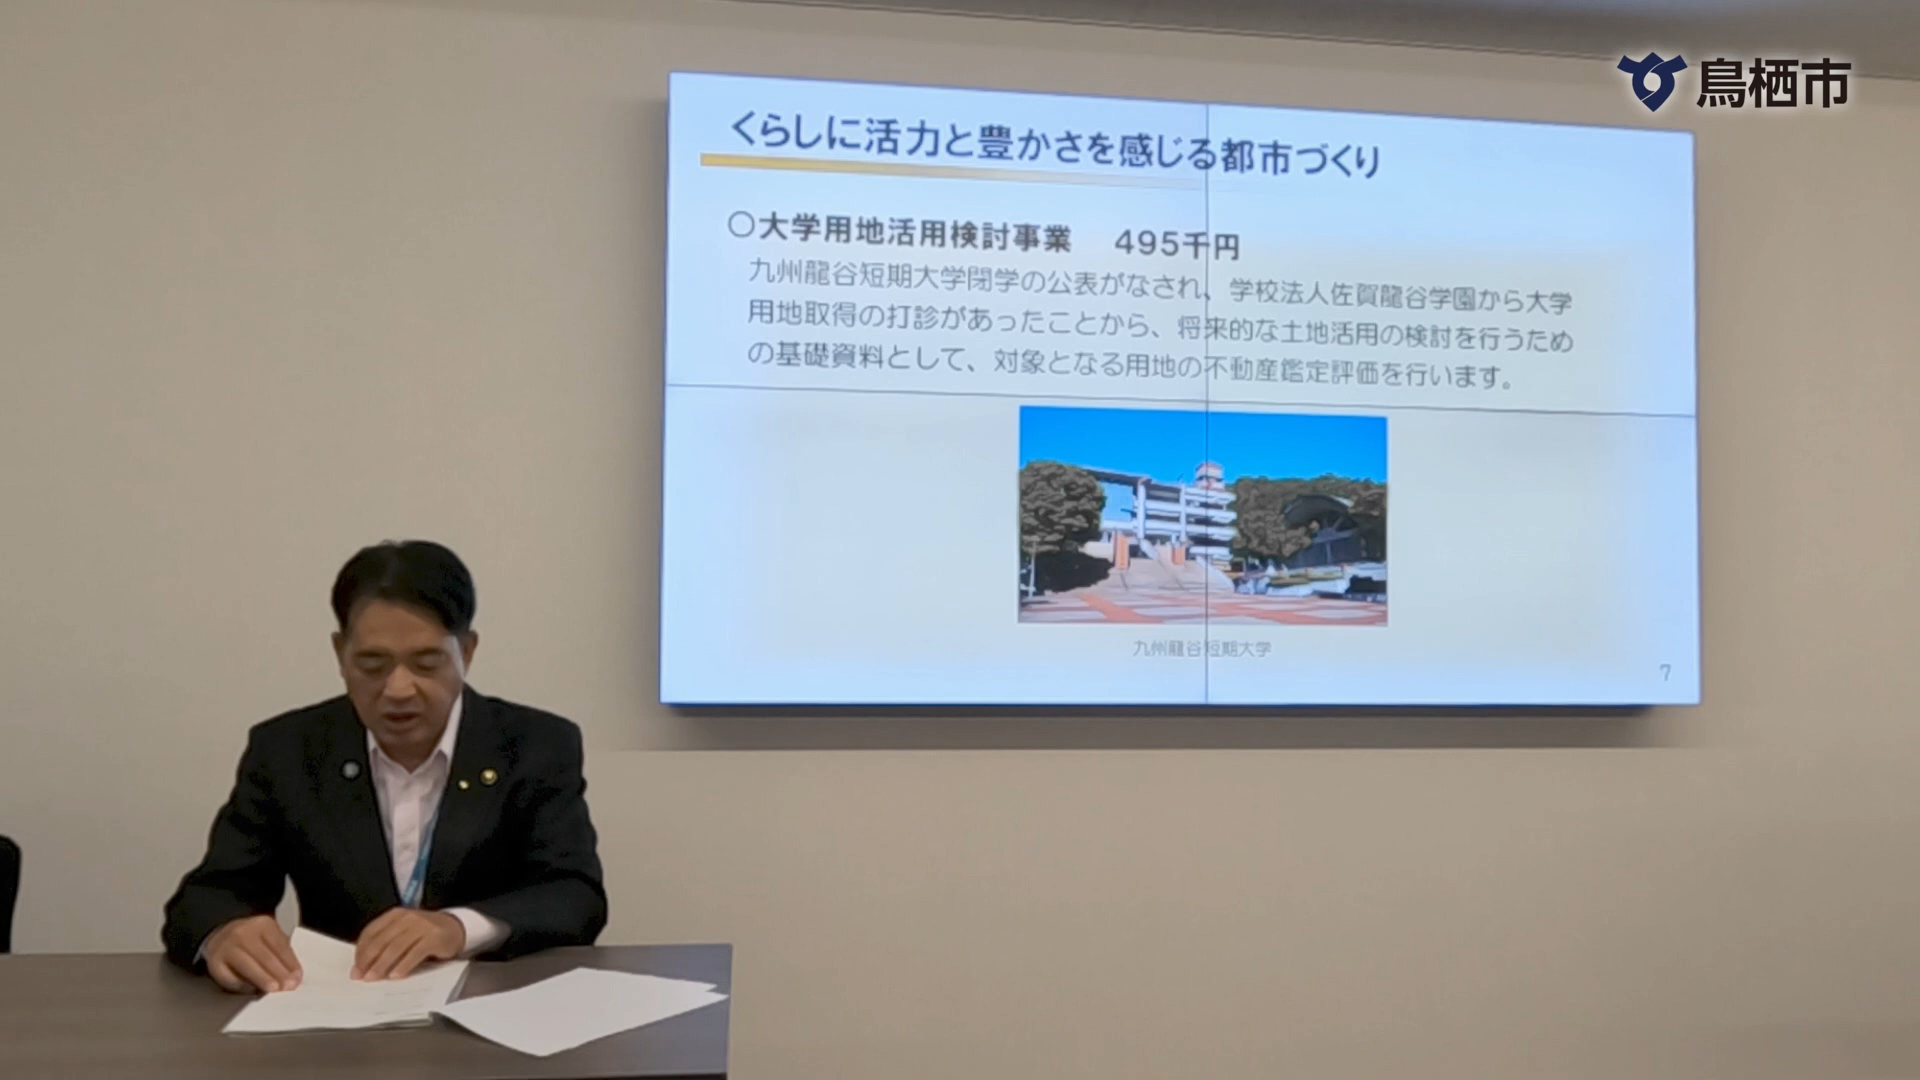 鳥栖市
くらしに活力と豊かさを感じる都市づくり
○大学用地活用検討事業　495千円
九州龍谷短期大学閉学の公表がなされ、学校法人佐賀龍谷学園から大学
用地取得の打診があったことから、将来的な土地活用の検討を行うため
の基礎資料として、対象となる用地の不動産鑑定評価を行います。
九州龍谷短期大学
7